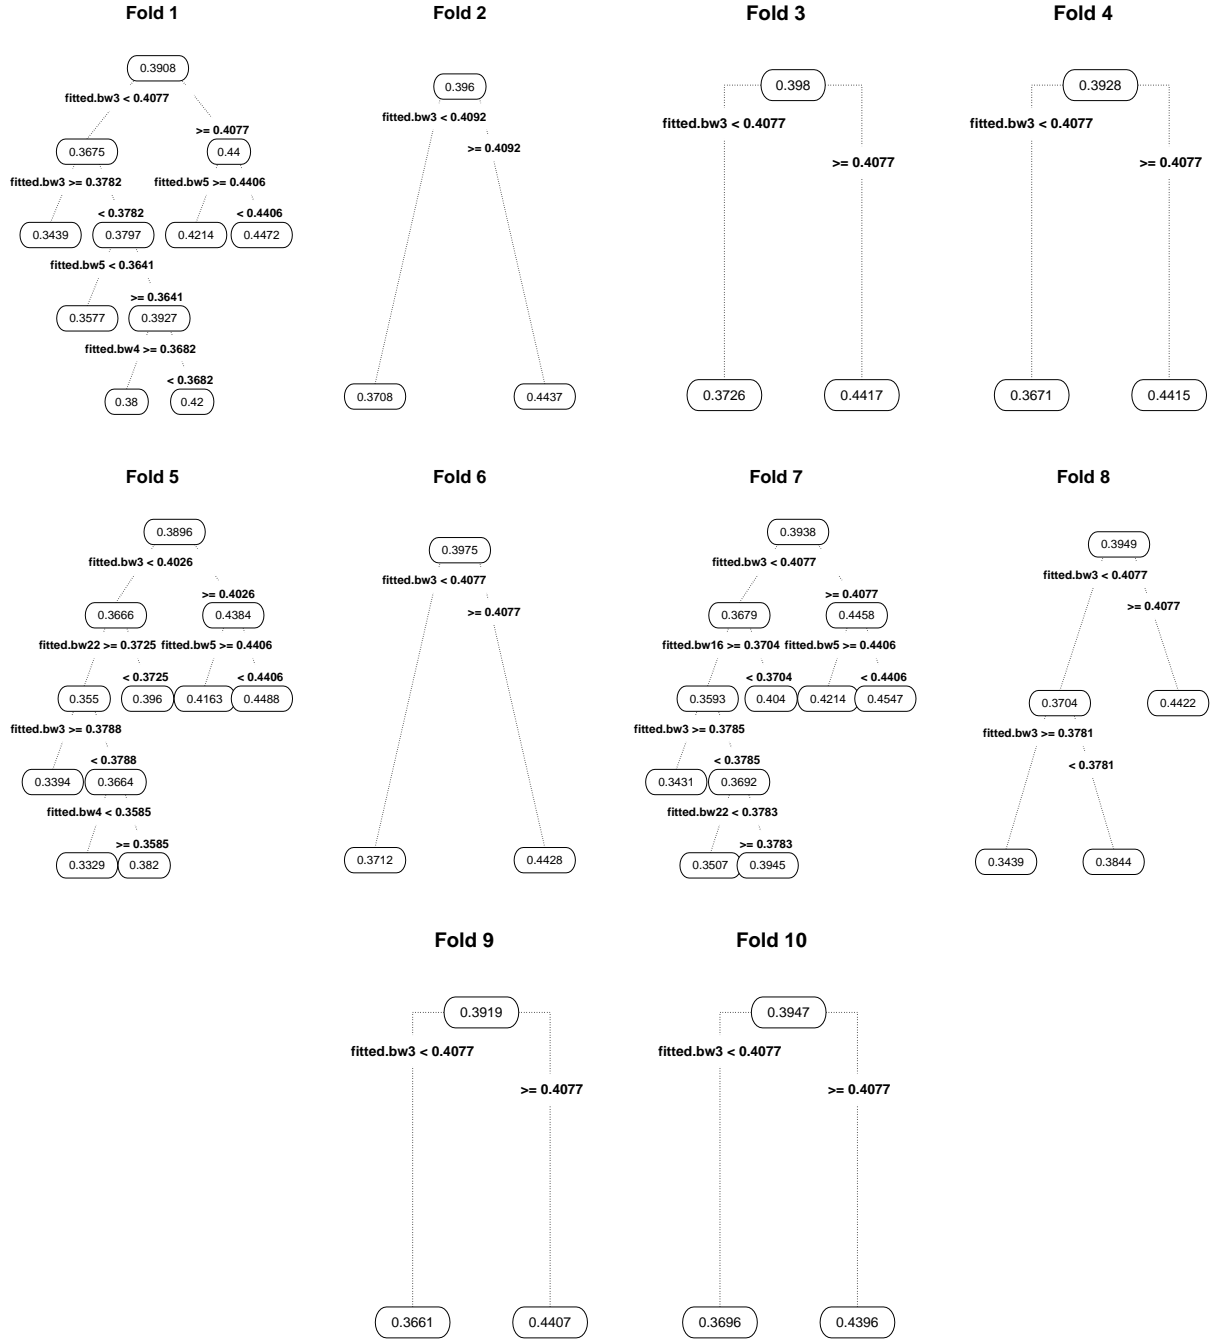 Fold 1
0.3908
fitted.bw3 < 0.4077
>= 0.4077
0.3675
0.44
fitted.bw3 >= 0.3782
fitted.bw5 >= 0.4406
< 0.3782
< 0.4406
0.3439
0.3797
0.4214
0.4472
fitted.bw5 < 0.3641
>= 0.3641
0.3577
0.3927
fitted.bw4 >= 0.3682
< 0.3682
0.38
0.42
Fold 2
0.396
fitted.bw3 < 0.4092
>= 0.4092
0.3708
0.4437
Fold 3
0.398
fitted.bw3 < 0.4077
>= 0.4077
0.3726
0.4417
Fold 4
0.3928
fitted.bw3 < 0.4077
>= 0.4077
0.3671
0.4415
Fold 5
0.3896
fitted.bw3 < 0.4026
>= 0.4026
0.3666
0.4384
fitted.bw22 >= 0.3725
fitted.bw5 >= 0.4406
< 0.3725
< 0.4406
0.355
0.396
0.4163
0.4488
fitted.bw3 >= 0.3788
< 0.3788
0.3394
0.3664
fitted.bw4 < 0.3585
>= 0.3585
0.3329
0.382
Fold 6
0.3975
fitted.bw3 < 0.4077
>= 0.4077
0.3712
0.4428
Fold 7
0.3938
fitted.bw3 < 0.4077
>= 0.4077
0.3679
0.4458
fitted.bw16 >= 0.3704
fitted.bw5 >= 0.4406
< 0.3704
< 0.4406
0.3593
0.404
0.4214
0.4547
fitted.bw3 >= 0.3785
< 0.3785
0.3431
0.3692
fitted.bw22 < 0.3783
>= 0.3783
0.3507
0.3945
Fold 8
0.3949
fitted.bw3 < 0.4077
>= 0.4077
0.3704
0.4422
fitted.bw3 >= 0.3781
< 0.3781
0.3439
0.3844
Fold 9
0.3919
fitted.bw3 < 0.4077
>= 0.4077
0.3661
0.4407
Fold 10
0.3947
fitted.bw3 < 0.4077
>= 0.4077
0.3696
0.4396